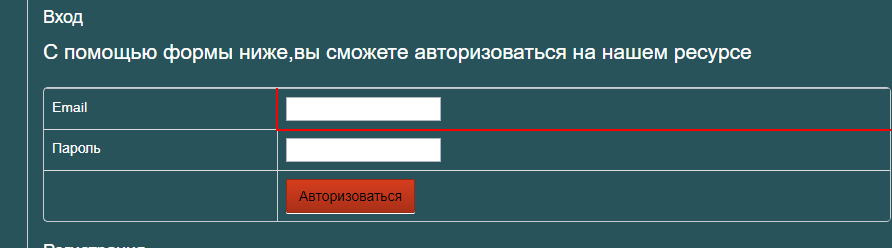 Вход
С помощью формы ниже,вы сможете авторизоваться на нашем ресурсе
Email
Пароль
Авторизоваться